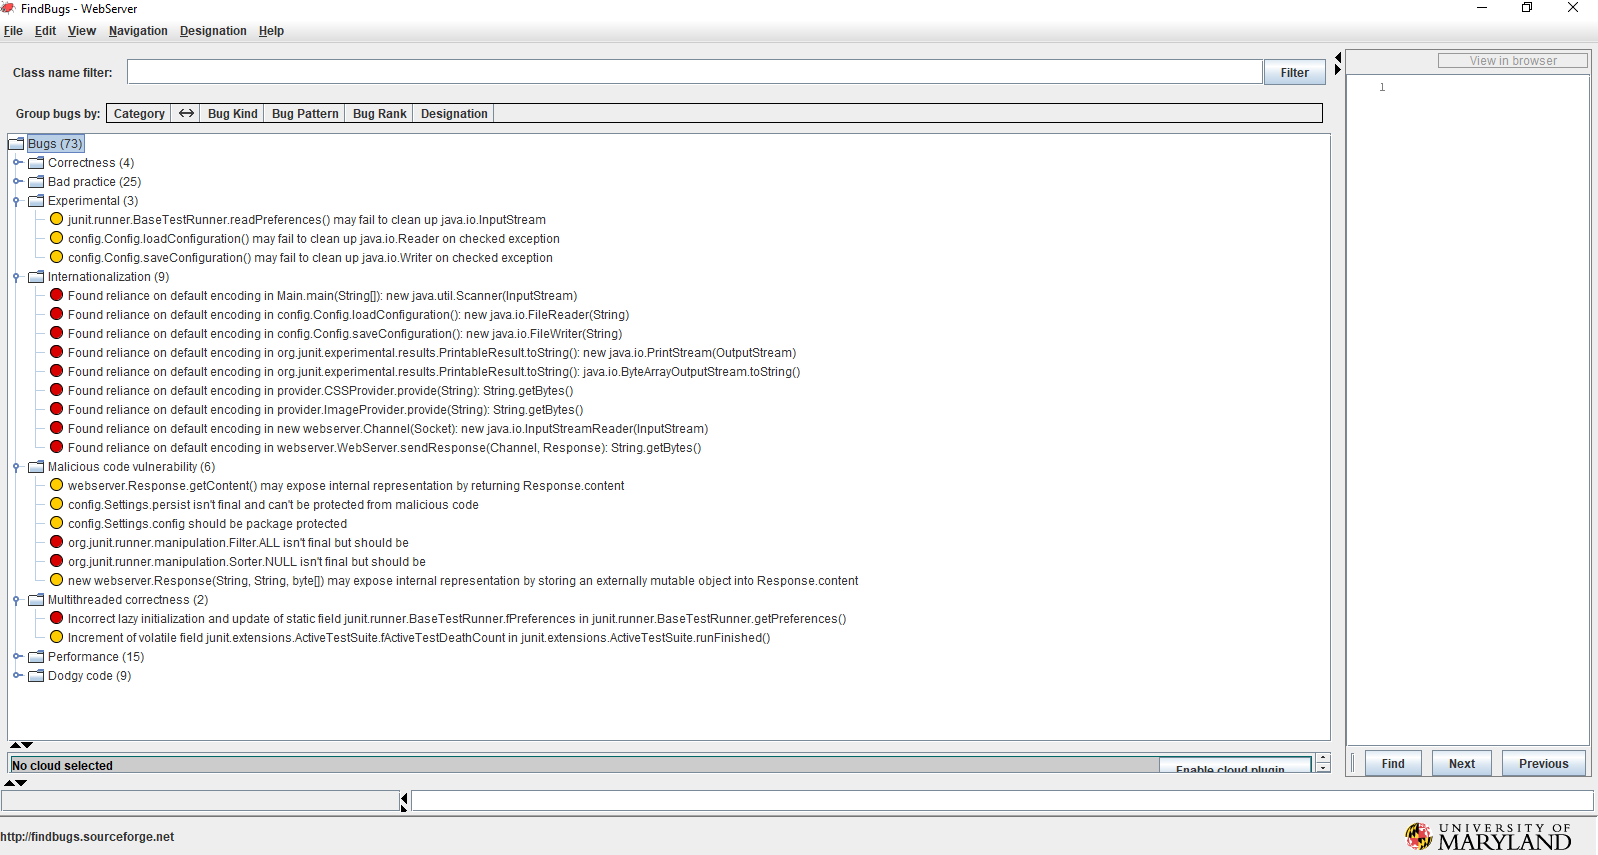 FindBugs - WebServer
File Edit View Navigation Designation Help
Class name filter: Filter
View in browser
1
Group bugs by: Category Bug Kind Bug Pattern Bug Rank Designation
Bugs (73)
Correctness (4)
Bad practice (25)
Experimental (3)
junit.runner.BaseTestRunner.readPreferences() may fail to clean up java.io.InputStream
config.Config.loadConfiguration() may fail to clean up java.io.Reader on checked exception
config.Config.saveConfiguration() may fail to clean up java.io.Writer on checked exception
Internationalization (9)
Found reliance on default encoding in Main.main(String[]): new java.util.Scanner(InputStream)
Found reliance on default encoding in config.Config.loadConfiguration(): new java.io.FileReader(String)
Found reliance on default encoding in config.Config.saveConfiguration(): new java.io.FileWriter(String)
Found reliance on default encoding in org.junit.experimental.results.PrintableResult.toString(): new java.io.PrintStream(OutputStream)
Found reliance on default encoding in org.junit.experimental.results.PrintableResult.toString(): java.io.ByteArrayOutputStream.toString()
Found reliance on default encoding in provider.CSSProvider.provide(String): String.getBytes()
Found reliance on default encoding in provider.ImageProvider.provide(String): String.getBytes()
Found reliance on default encoding in new webserver.Channel(Socket): new java.io.InputStreamReader(InputStream)
Found reliance on default encoding in webserver.WebServer.sendResponse(Channel, Response): String.getBytes()
Malicious code vulnerability (6)
webserver.Response.getContent() may expose internal representation by returning Response.content
config.Settings.persist isn't final and can't be protected from malicious code
config.Settings.config should be package protected
org.junit.runner.manipulation.Filter.ALL isn't final but should be
org.junit.runner.manipulation.Sorter.NULL isn't final but should be
new webserver.Response(String, String, byte[]) may expose internal representation by storing an externally mutable object into Response.content
Multithreaded correctness (2)
Incorrect lazy initialization and update of static field junit.runner.BaseTestRunner.fPreferences in junit.runner.BaseTestRunner.getPreferences()
Increment of volatile field junit.extensions.ActiveTestSuite.fActiveTestDeathCount in junit.extensions.ActiveTestSuite.runFinished()
Performance (15)
Dodgy code (9)
No cloud selected
Enable cloud plugin
Find Next Previous
http://findbugs.sourceforge.net
UNIVERSITY OF
MARYLAND